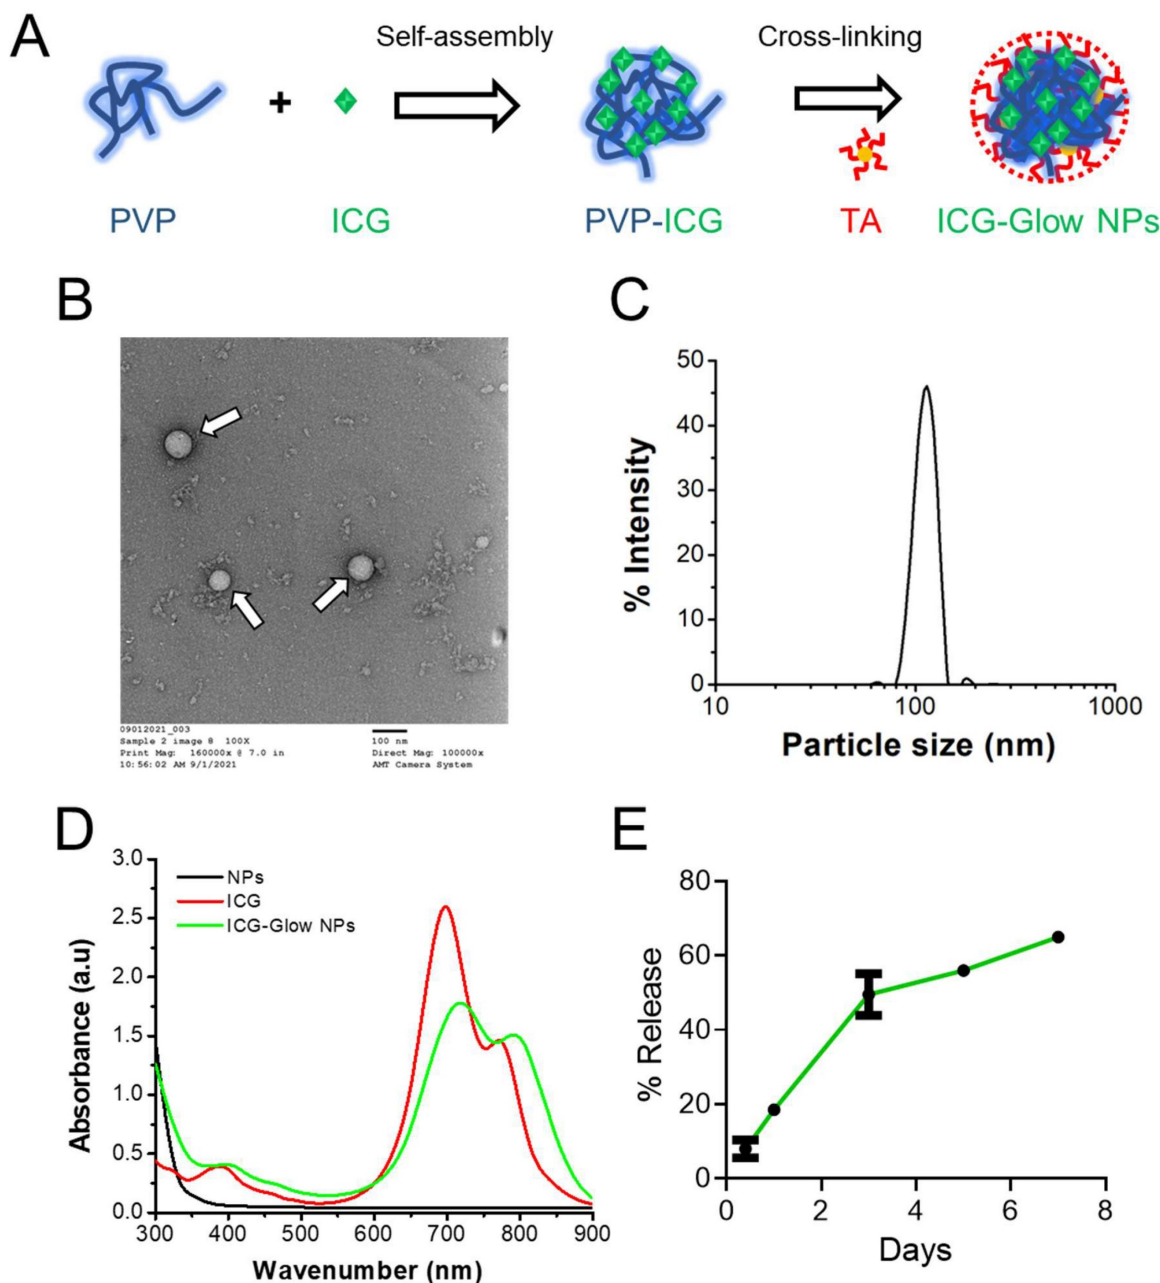 A
Self-assembly
Cross-linking
+
PVP
ICG
PVP-ICG
TA
ICG-Glow NPs
B
09012021_003
Sample 2 image 8 100X
Print Mag: 160000x @ 7.0 in
10:56:02 AM 9/1/2021
100 nm
Direct Mag: 100000x
AMT Camera System
C
% Intensity
50
40
30
20
10
0
10
100
1000
Particle size (nm)
D
Absorbance (a.u)
3.0
2.5
2.0
1.5
1.0
0.5
0.0
NPs
ICG
ICG-Glow NPs
300
400
500
600
700
800
900
Wavenumber (nm)
E
% Release
80
60
40
20
0
0
2
4
6
8
Days